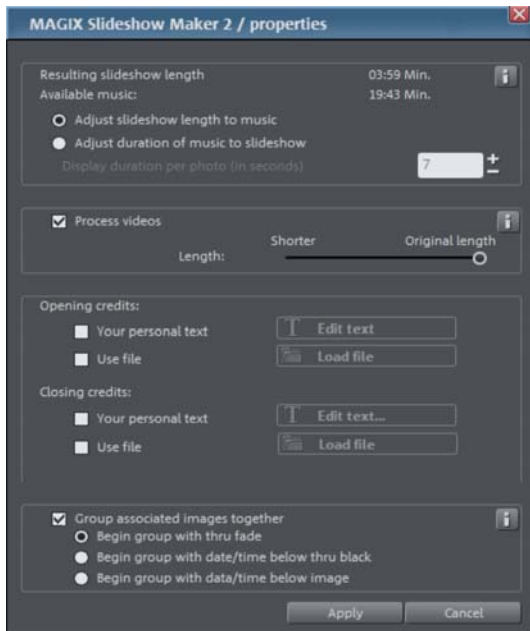 MAGIX Slideshow Maker 2 / properties
Resulting slideshow length 03:59 Min.
Available music: 19:43 Min.
Adjust slideshow length to music
Adjust duration of music to slideshow
Display duration per photo (in seconds) 7
Process videos
Shorter Original length
Length:
Opening credits:
Your personal text Edit text
Use file Load file
Closing credits:
Your personal text Edit text...
Use file Load file
Group associated images together
Begin group with thru fade
Begin group with date/time below thru black
Begin group with data/time below image
Apply Cancel